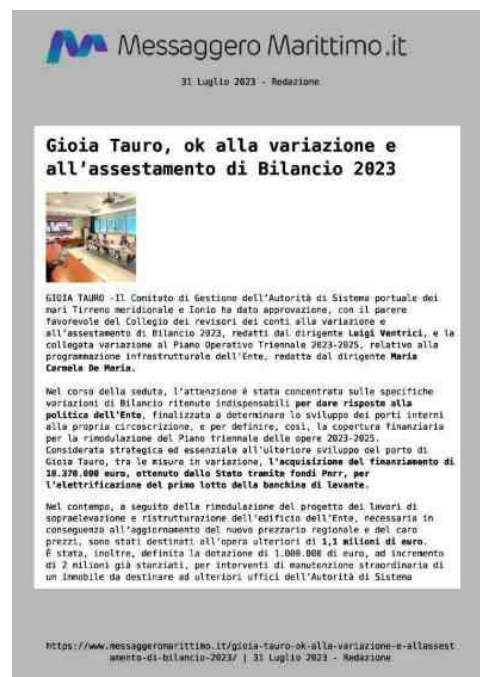 Messaggero Marittimo.it
31 Luglio 2023 - Redazione
Gioia Tauro, ok alla variazione e
all'assestamento di Bilancio 2023
GIOIA TAURO -Il Comitato di Gestione dell'Autorità di Sistema portuale dei
mari Tirreno meridionale e Ionio ha dato approvazione, con il parere
favorevole del Collegio dei revisori dei conti alla variazione e
all'assestamento di Bilancio 2023, redatti dal dirigente Luigi Ventrici, e la
collegata variazione al Piano Operativo Triennale 2023-2025, relativo alla
programmazione infrastrutturale dell'Ente, redatta dal dirigente Maria
Carmela De Maria.
Nel corso della seduta, l'attenzione è stata concentrata sulle specifiche
variazioni di Bilancio ritenute indispensabili per dare risposte alla
politica dell'Ente, finalizzata a determinare lo sviluppo dei porti interni
alla propria circoscrizione, e per definire, così, la copertura finanziaria
per la rimodulazione del Piano triennale delle opere 2023-2025.
Considerata strategica ed essenziale all'ulteriore sviluppo del porto di
Gioia Tauro, tra le misure in variazione, l'acquisizione del finanziamento di
18.370.000 euro, ottenuto dallo Stato tramite fondi Pnrr, per
l'elettrificazione del primo lotto della banchina di levante.
Nel contempo, a seguito della rimodulazione del progetto dei lavori di
sopraelevazione e ristrutturazione dell'edificio dell'Ente, necessaria in
conseguenza all'aggiornamento del nuovo prezzario regionale e del caro
prezzi, sono stati destinati all'opera ulteriori di 1,1 milioni di euro.
È stata, inoltre, definita la dotazione di 1.000.000 di euro, ad incremento
di 2 milioni già stanziati, per interventi di manutenzione straordinaria di
un immobile da destinare ad ulteriori uffici dell'Autorità di Sistema
https://www.messaggeromarittimo.it/gioia-tauro-ok-alla-variazione-e-allassest
amento-di-bilancio-2023/ | 31 Luglio 2023 - Redazione